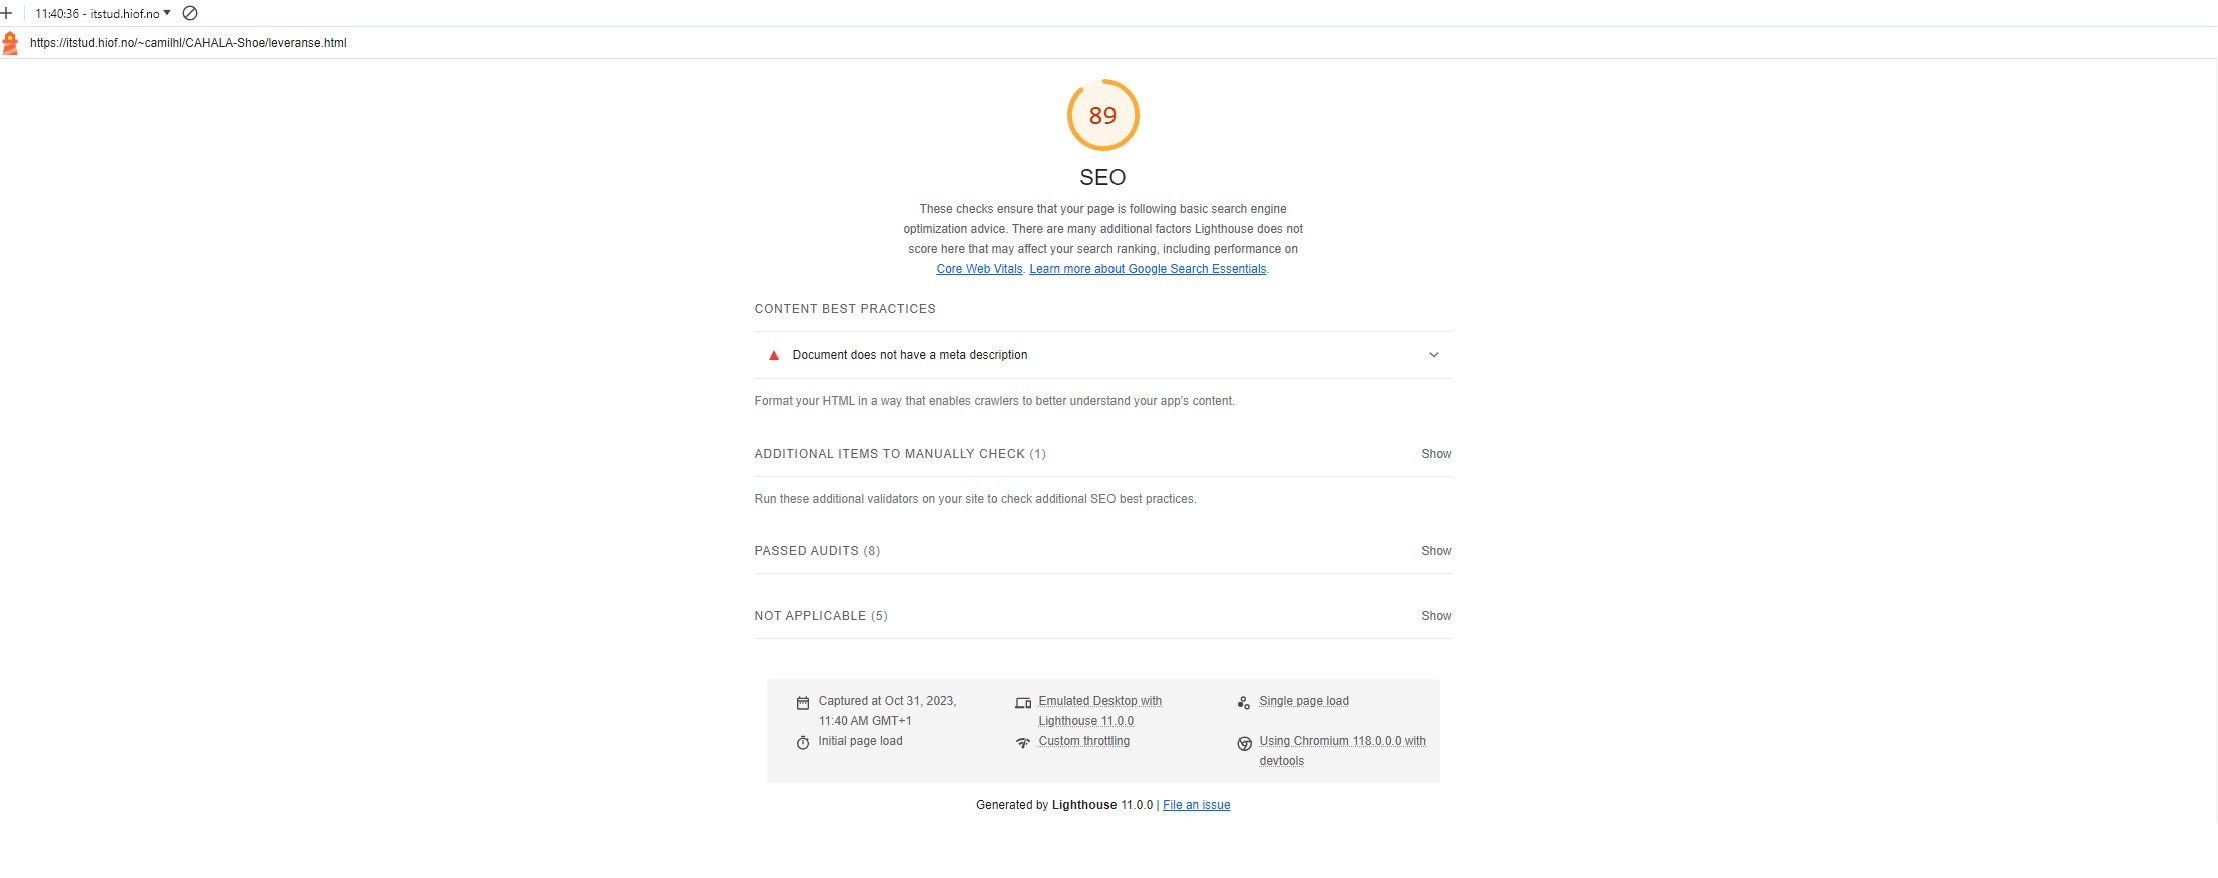 11:40:36 - itstud.hiof.no
https://itstud.hiof.no/~camilhl/CAHALA-Shoe/leveranse.html
89
SEO
These checks ensure that your page is following basic search engine
optimization advice. There are many additional factors Lighthouse does not
score here that may affect your search ranking, including performance on
Core Web Vitals. Learn more about Google Search Essentials.
CONTENT BEST PRACTICES
Document does not have a meta description
Format your HTML in a way that enables crawlers to better understand your app's content.
ADDITIONAL ITEMS TO MANUALLY CHECK (1) Show
Run these additional validators on your site to check additional SEO best practices.
PASSED AUDITS (8) Show
NOT APPLICABLE (5) Show
Captured at Oct 31, 2023,
11:40 AM GMT+1
Initial page load
Emulated Desktop with
Lighthouse 11.0.0
Custom throttling
Single page load
Using Chromium 118.0.0.0 with
devtools
Generated by Lighthouse 11.0.0 | File an issue